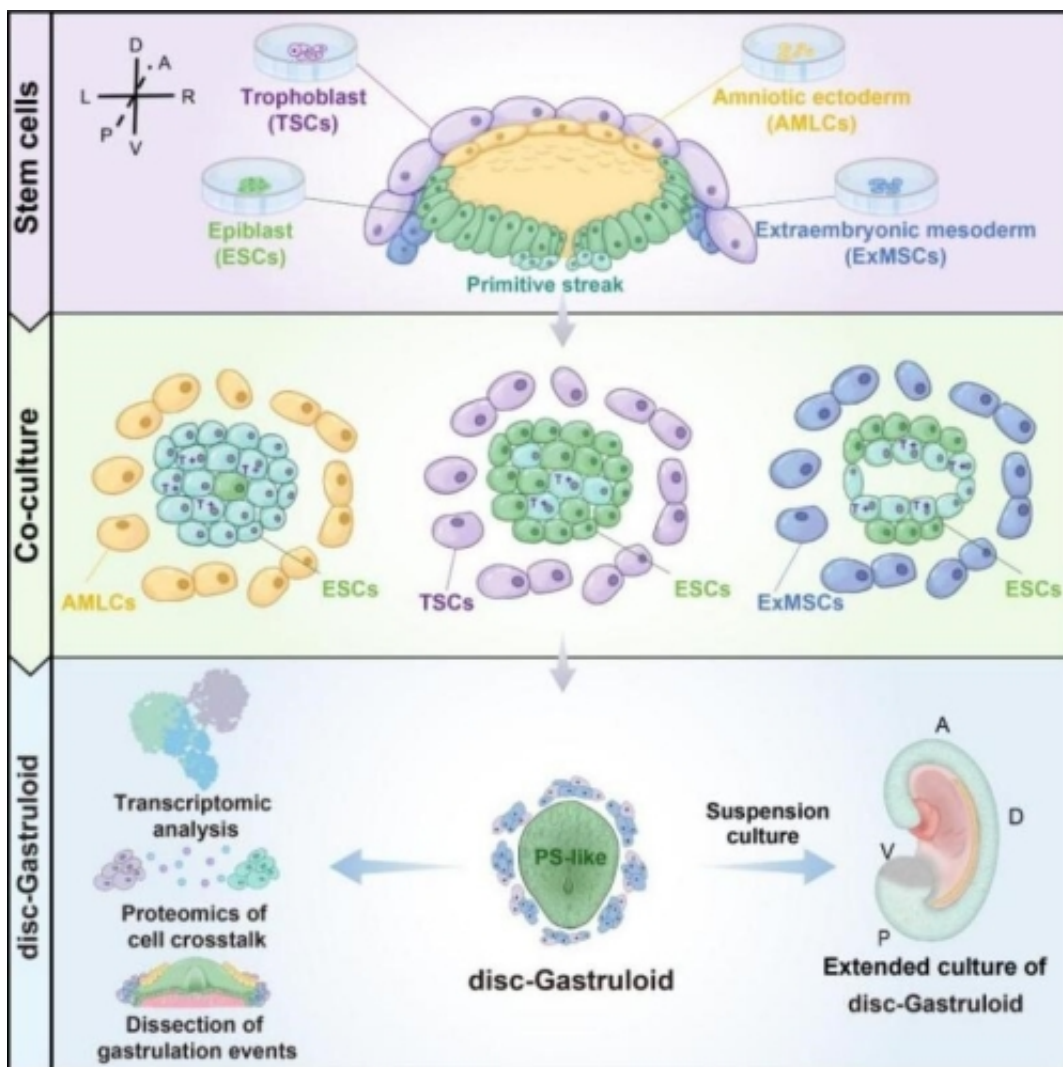 Stem cells
D
A
L
R
P
V
Trophoblast
(TSCs)
Amniotic ectoderm
(AMLCs)
Epiblast
(ESCs)
Extraembryonic mesoderm
(ExMSCs)
Primitive streak
Co-culture
T+
T+
T+
T+
AMLCs
ESCs
T+
T+
T+
TSCs
ESCs
T+
T+
T+
T+
ExMSCs
ESCs
disc-Gastruloid
Transcriptomic
analysis
Proteomics of
cell crosstalk
Dissection of
gastrulation events
PS-like
disc-Gastruloid
Suspension
culture
A
D
V
P
Extended culture of
disc-Gastruloid